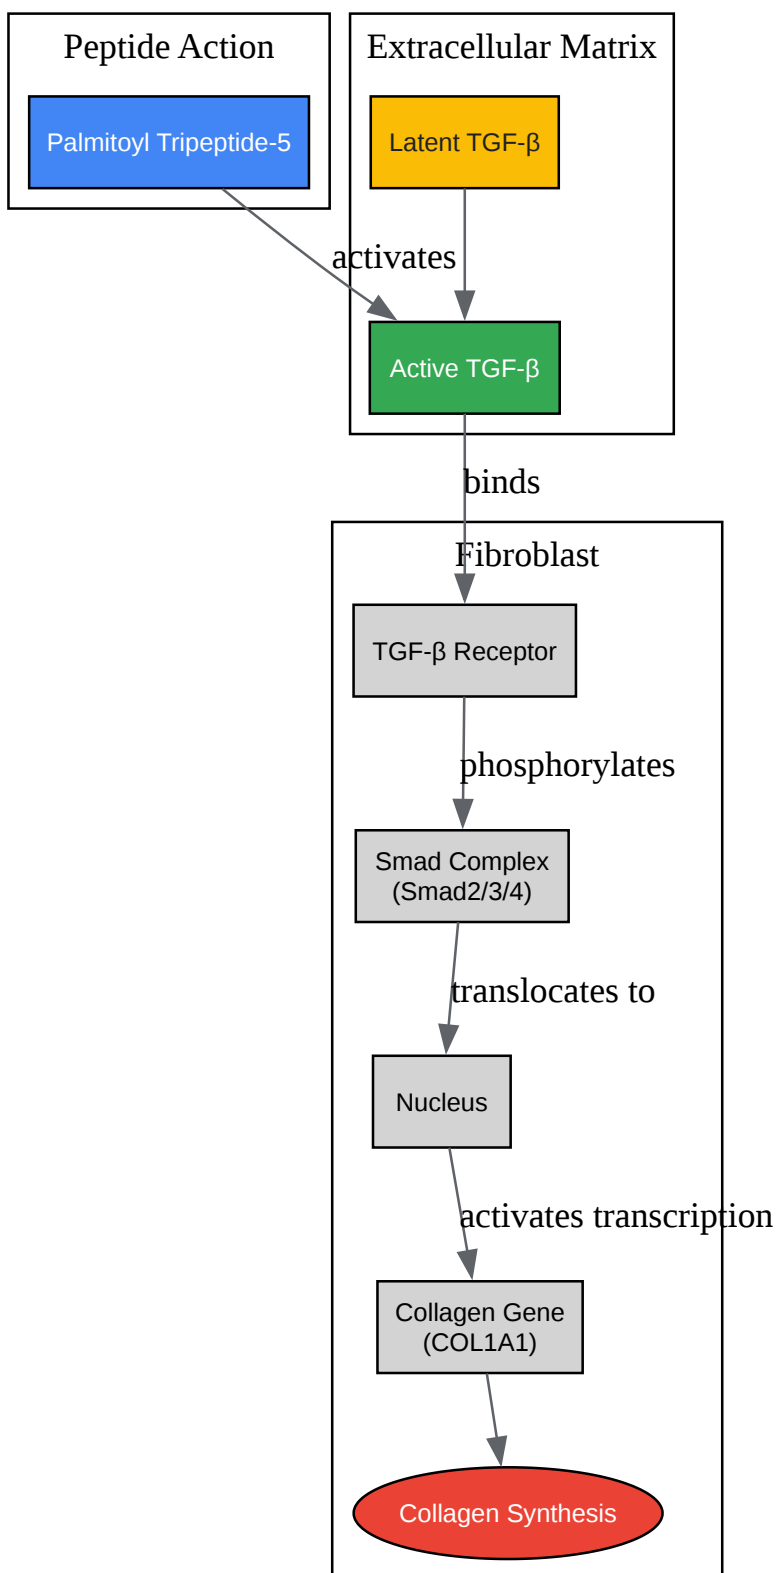 Peptide Action
Extracellular Matrix
Palmitoyl Tripeptide-5
Latent TGF-β
activates
Active TGF-β
binds
Fibroblast
TGF-β Receptor
phosphorylates
Smad Complex
(Smad2/3/4)
translocates to
Nucleus
activates transcription
Collagen Gene
(COL1A1)
Collagen Synthesis